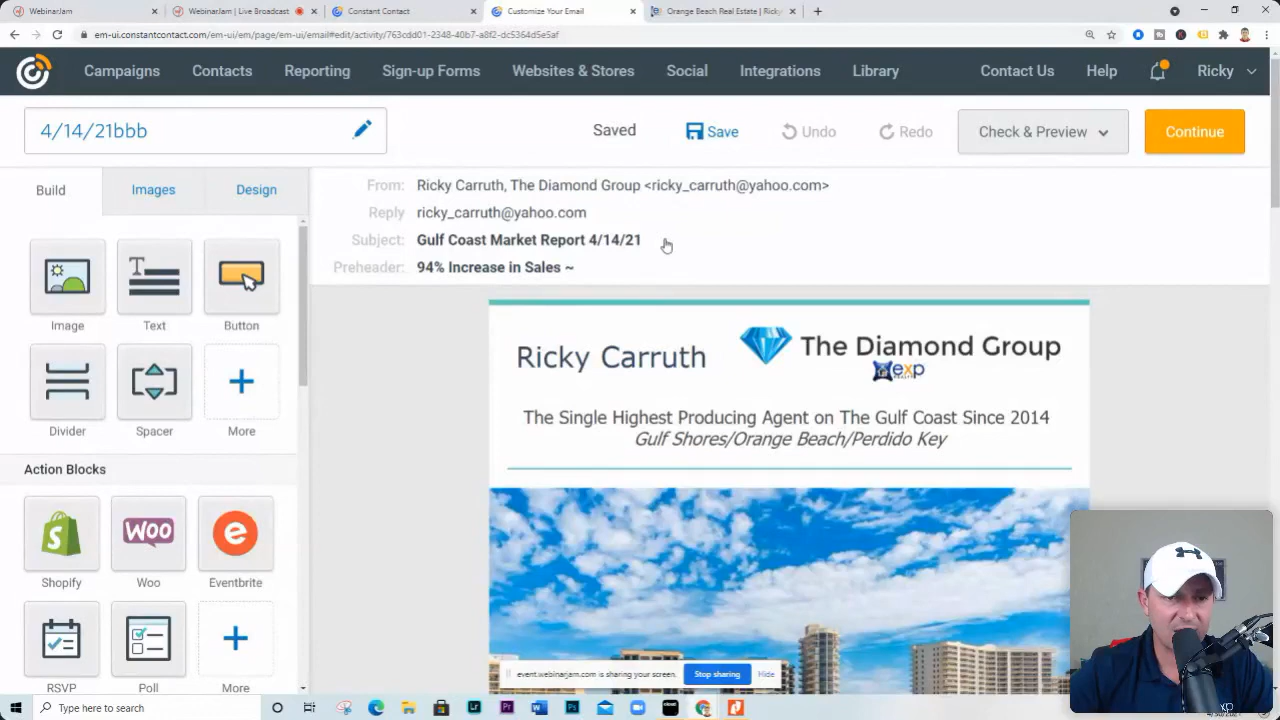 WebinarJam
WebinarJam | Live Broadcast
Constant Contact
Customize Your Email
Orange Beach Real Estate | Ricky
em-ui.constantcontact.com/em-ui/em/page/em-ui/email#edit/activity/763cdd01-2348-40b7-a8f2-dc5364d5e5af
Campaigns Contacts Reporting Sign-up Forms Websites & Stores Social Integrations Library Contact Us Help Ricky
4/14/21bbb Saved Save Undo Redo Check & Preview Continue
Build Images Design
From: Ricky Carruth, The Diamond Group <ricky_carruth@yahoo.com>
Reply ricky_carruth@yahoo.com
Subject: Gulf Coast Market Report 4/14/21
Preheader: 94% Increase in Sales ~
Image Text Button
Divider Spacer More
Action Blocks
Shopify Woo Eventbrite
RSVP Poll More
Ricky Carruth The Diamond Group
exp
The Single Highest Producing Agent on The Gulf Coast Since 2014
Gulf Shores/Orange Beach/Perdido Key
event.webinarjam.com is sharing your screen. Stop sharing Hide
Type here to search